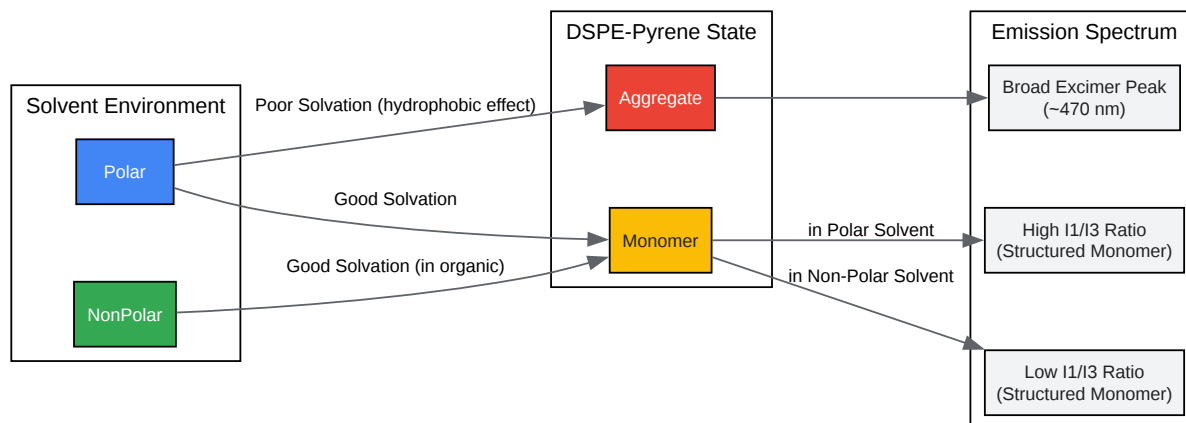 Solvent Environment
Polar
NonPolar
Poor Solvation (hydrophobic effect)
Good Solvation
Good Solvation (in organic)
DSPE-Pyrene State
Aggregate
Monomer
in Polar Solvent
in Non-Polar Solvent
Emission Spectrum
Broad Excimer Peak
(~470 nm)
High I1/I3 Ratio
(Structured Monomer)
Low I1/I3 Ratio
(Structured Monomer)